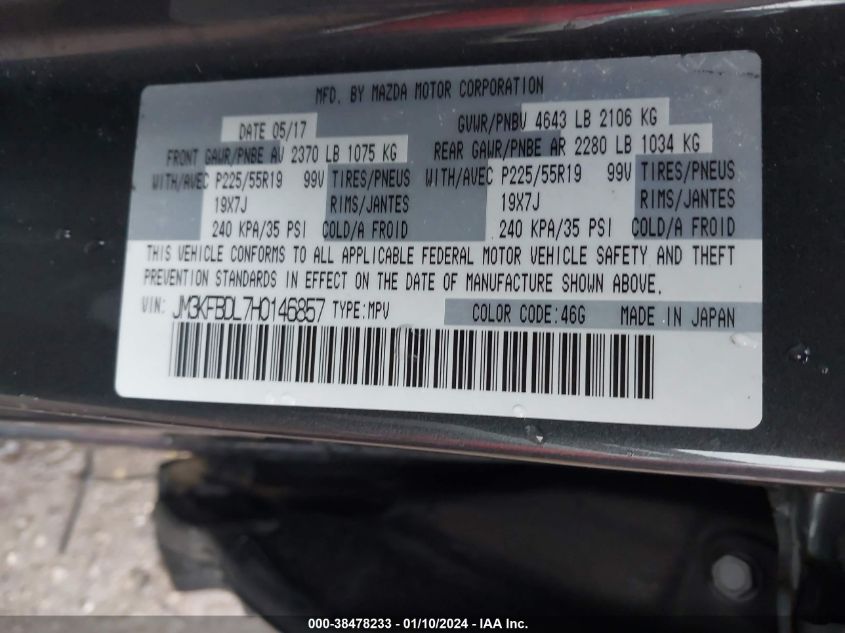 MFD. BY MAZDA MOTOR CORPORATION
DATE 05/17 GVWR/PNBV 4643 LB 2106 KG
FRONT GAWR/PNBE AV 2370 LB 1075 KG REAR GAWR/PNBE AR 2280 LB 1034 KG
WITH/AVEC P225/55R19 99V TIRES/PNEUS WITH/AVEC P225/55R19 99V TIRES/PNEUS
19X7J RIMS/JANTES 19X7J RIMS/JANTES
240 KPA/35 PSI COLD/A FROID 240 KPA/35 PSI COLD/A FROID
THIS VEHICLE CONFORMS TO ALL APPLICABLE FEDERAL MOTOR VEHICLE SAFETY AND THEFT
PREVENTION STANDARDS IN EFFECT ON THE DATE OF MANUFACTURE SHOWN ABOVE.
VIN: JM3KFBDL7H0146857 TYPE:MPV COLOR CODE:46G MADE IN JAPAN
000-38478233 - 01/10/2024 - IAA Inc.